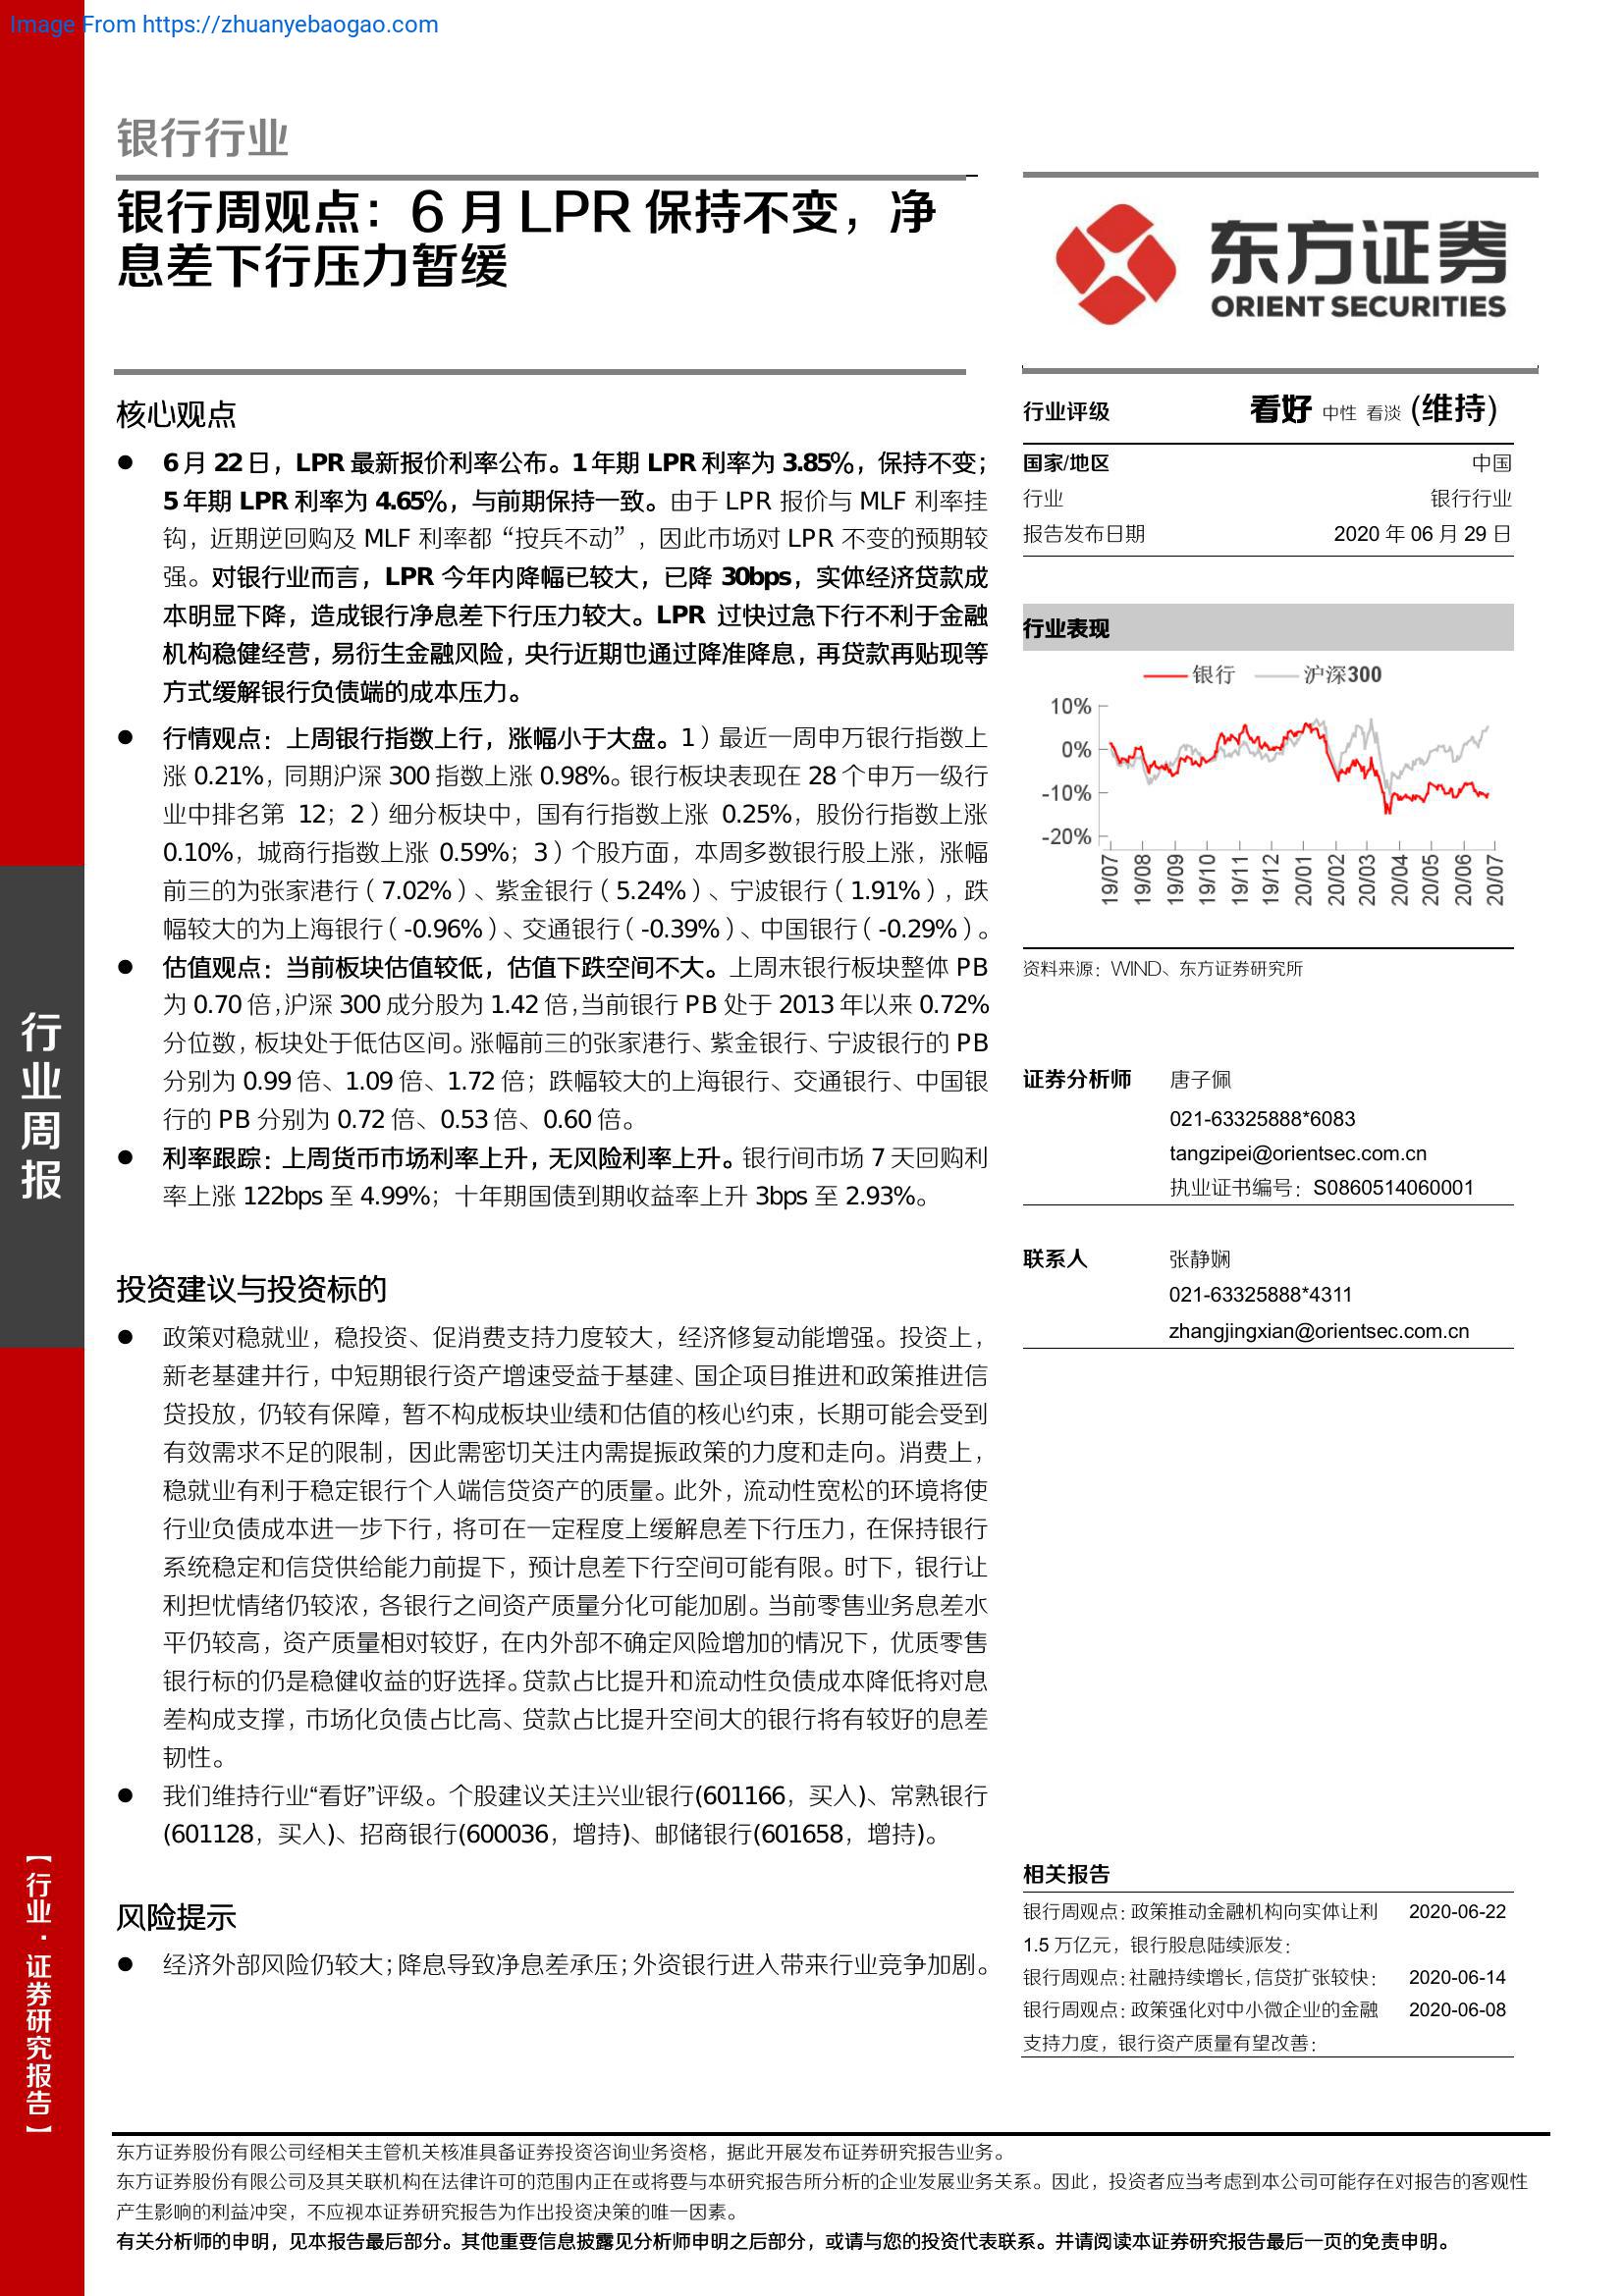 Image From https://zhuanyebaogao.com
银行行业
银行周观点：6 月 LPR 保持不变，净
息差下行压力暂缓
东方证券
ORIENT SECURITIES
核心观点
● 6 月 22 日，LPR 最新报价利率公布。1 年期 LPR 利率为 3.85%，保持不变；
5 年期 LPR 利率为 4.65%，与前期保持一致。由于 LPR 报价与 MLF 利率挂
钩，近期逆回购及 MLF 利率都“按兵不动”，因此市场对 LPR 不变的预期较
强。对银行业而言，LPR 今年内降幅已较大，已降 30bps，实体经济贷款成
本明显下降，造成银行净息差下行压力较大。LPR 过快过急下行不利于金融
机构稳健经营，易衍生金融风险，央行近期也通过降准降息，再贷款再贴现等
方式缓解银行负债端的成本压力。
● 行情观点：上周银行指数上行，涨幅小于大盘。1）最近一周申万银行指数上
涨 0.21%，同期沪深 300 指数上涨 0.98%。银行板块表现在 28 个申万一级行
业中排名第 12；2）细分板块中，国有行指数上涨 0.25%，股份行指数上涨
0.10%，城商行指数上涨 0.59%；3）个股方面，本周多数银行股上涨，涨幅
前三的为张家港行（7.02%）、紫金银行（5.24%）、宁波银行（1.91%），跌
幅较大的为上海银行（-0.96%）、交通银行（-0.39%）、中国银行（-0.29%）。
● 估值观点：当前板块估值较低，估值下跌空间不大。上周末银行板块整体 PB
为 0.70 倍，沪深 300 成分股为 1.42 倍，当前银行 PB 处于 2013 年以来 0.72%
分位数，板块处于低估区间。涨幅前三的张家港行、紫金银行、宁波银行的 PB
分别为 0.99 倍、1.09 倍、1.72 倍；跌幅较大的上海银行、交通银行、中国银
行的 PB 分别为 0.72 倍、0.53 倍、0.60 倍。
● 利率跟踪：上周货币市场利率上升，无风险利率上升。银行间市场 7 天回购利
率上涨 122bps 至 4.99%；十年期国债到期收益率上升 3bps 至 2.93%。
投资建议与投资标的
● 政策对稳就业，稳投资、促消费支持力度较大，经济修复动能增强。投资上，
新老基建并行，中短期银行资产增速受益于基建、国企项目推进和政策推进信
贷投放，仍较有保障，暂不构成板块业绩和估值的核心约束，长期可能会受到
有效需求不足的限制，因此需密切关注内需提振政策的力度和走向。消费上，
稳就业有利于稳定银行个人端信贷资产的质量。此外，流动性宽松的环境将使
行业负债成本进一步下行，将可在一定程度上缓解息差下行压力，在保持银行
系统稳定和信贷供给能力前提下，预计息差下行空间可能有限。时下，银行让
利担忧情绪仍较浓，各银行之间资产质量分化可能加剧。当前零售业务息差水
平仍较高，资产质量相对较好，在内外部不确定风险增加的情况下，优质零售
银行标的仍是稳健收益的好选择。贷款占比提升和流动性负债成本降低将对息
差构成支撑，市场化负债占比高、贷款占比提升空间大的银行将有较好的息差
韧性。
● 我们维持行业“看好”评级。个股建议关注兴业银行(601166，买入)、常熟银行
(601128，买入)、招商银行(600036，增持)、邮储银行(601658，增持)。
风险提示
● 经济外部风险仍较大；降息导致净息差承压；外资银行进入带来行业竞争加剧。
行业评级 看好 中性 看淡 (维持)
国家/地区 中国
行业 银行行业
报告发布日期 2020 年 06 月 29 日
行业表现
银行 沪深300
10%
0%
-10%
-20%
19/07 19/08 19/09 19/10 19/11 19/12 20/01 20/02 20/03 20/04 20/05 20/06 20/07
资料来源：WIND、东方证券研究所
证券分析师 唐子佩
021-63325888*6083
tangzipei@orientsec.com.cn
执业证书编号：S0860514060001
联系人 张静娴
021-63325888*4311
zhangjingxian@orientsec.com.cn
相关报告
银行周观点：政策推动金融机构向实体让利 2020-06-22
1.5 万亿元，银行股息陆续派发：
银行周观点：社融持续增长，信贷扩张较快： 2020-06-14
银行周观点：政策强化对中小微企业的金融 2020-06-08
支持力度，银行资产质量有望改善：
行业周报
【行业·证券研究报告】
东方证券股份有限公司经相关主管机关核准具备证券投资咨询业务资格，据此开展发布证券研究报告业务。
东方证券股份有限公司及其关联机构在法律许可的范围内正在或将要与本研究报告所分析的企业发展业务关系。因此，投资者应当考虑到本公司可能存在对报告的客观性
产生影响的利益冲突，不应视本证券研究报告为作出投资决策的唯一因素。
有关分析师的申明，见本报告最后部分。其他重要信息披露见分析师申明之后部分，或请与您的投资代表联系。并请阅读本证券研究报告最后一页的免责申明。